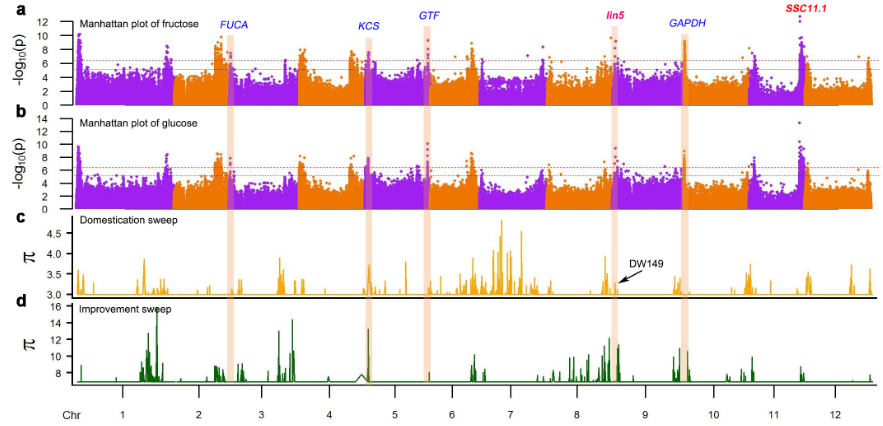 a Manhattan plot of fructose FUCA KCS GTF lin5 GAPDH SSC11.1
-log10(p)
12
10
8
6
4
2
0
b Manhattan plot of glucose
-log10(p)
14
12
10
8
6
4
2
0
c Domestication sweep
π
4.5
4.0
3.5
3.0
DW149
d Improvement sweep
π
16
14
12
10
8
Chr 1 2 3 4 5 6 7 8 9 10 11 12